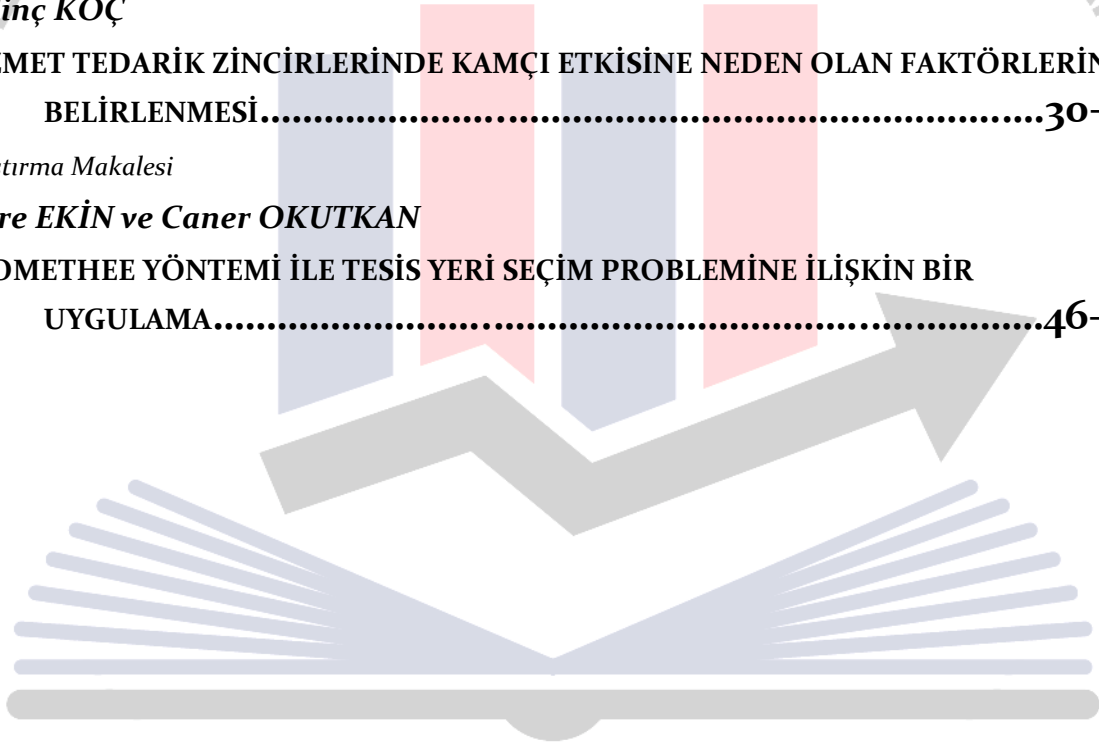 inç KOÇ
ZMET TEDARİK ZİNCİRLERİNDE KAMÇI ETKİSİNE NEDEN OLAN FAKTÖRLERİN
BELİRLENMESİ..............................................................................30-
tırma Makalesi
re EKİN ve Caner OKUTKAN
OMETHEE YÖNTEMİ İLE TESİS YERİ SEÇİM PROBLEMİNE İLİŞKİN BİR
UYGULAMA...................................................................................46-